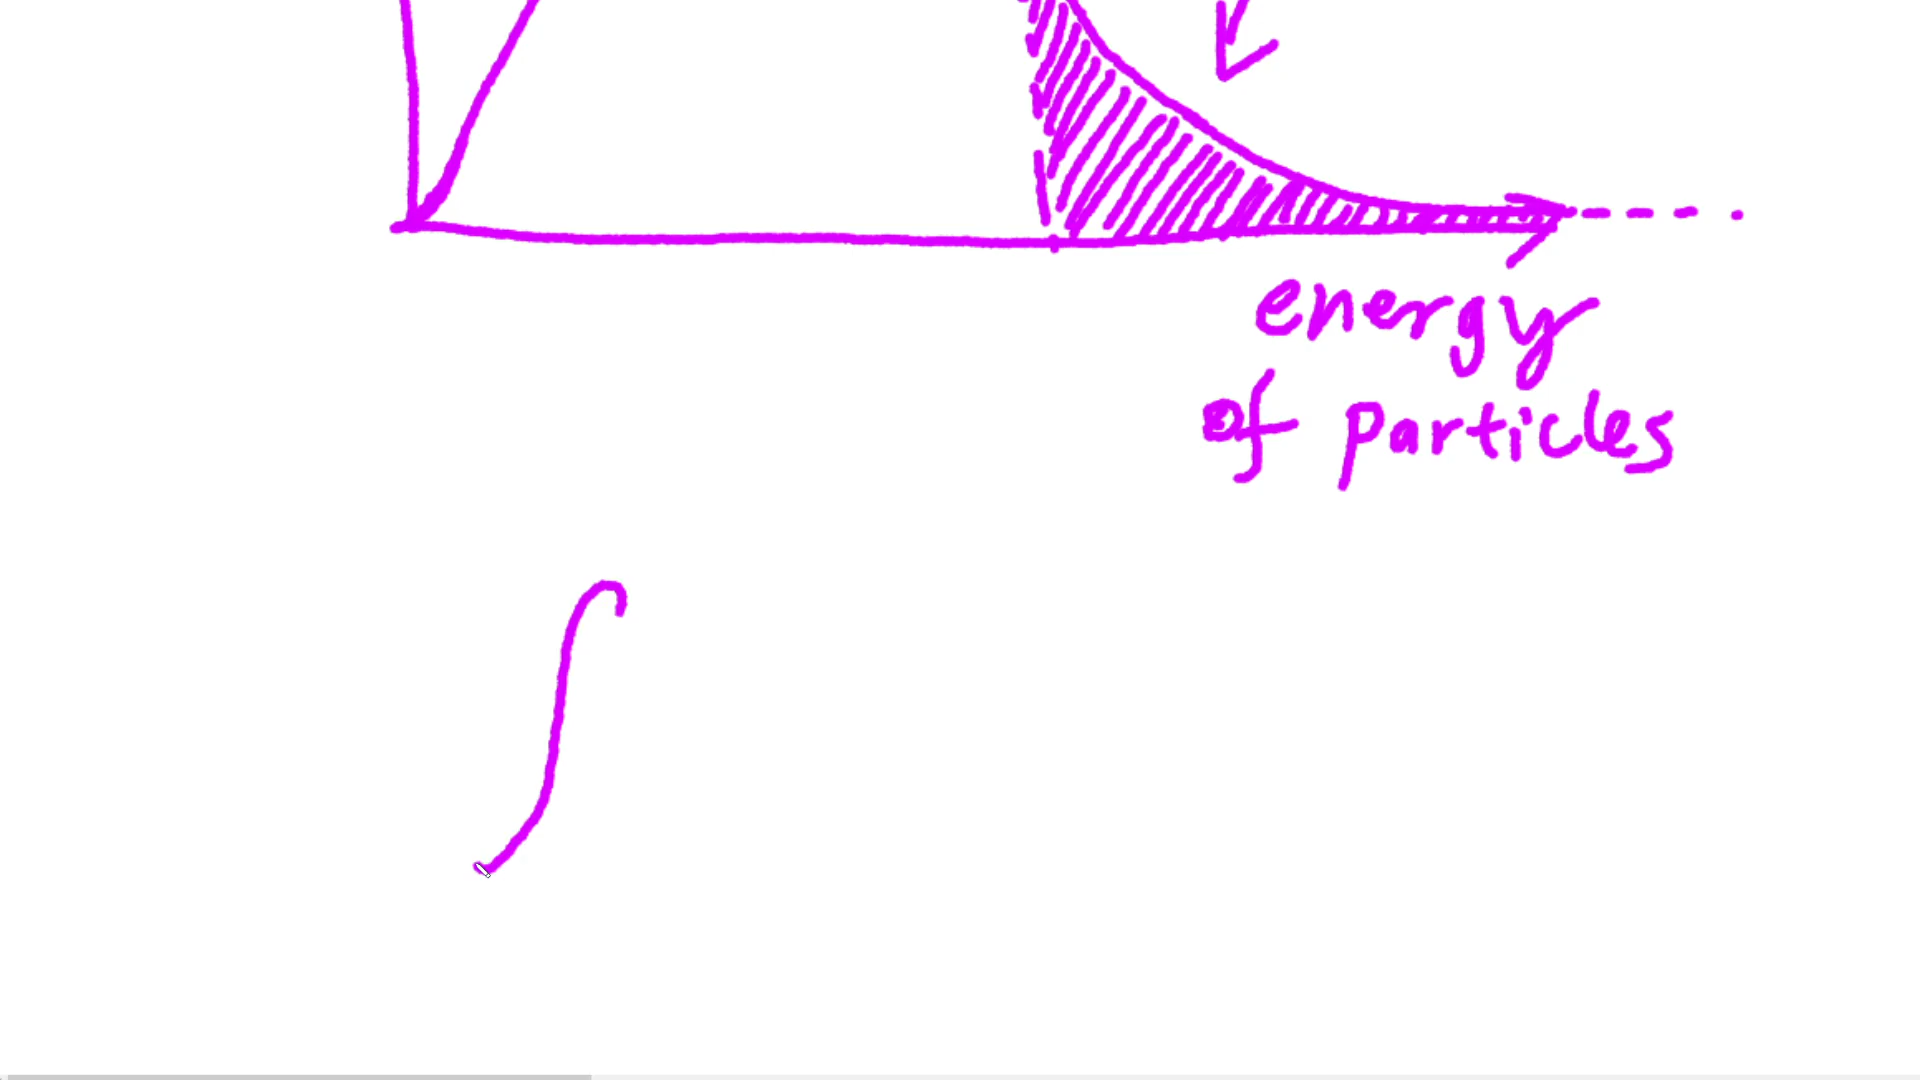 energy
of particles
∫